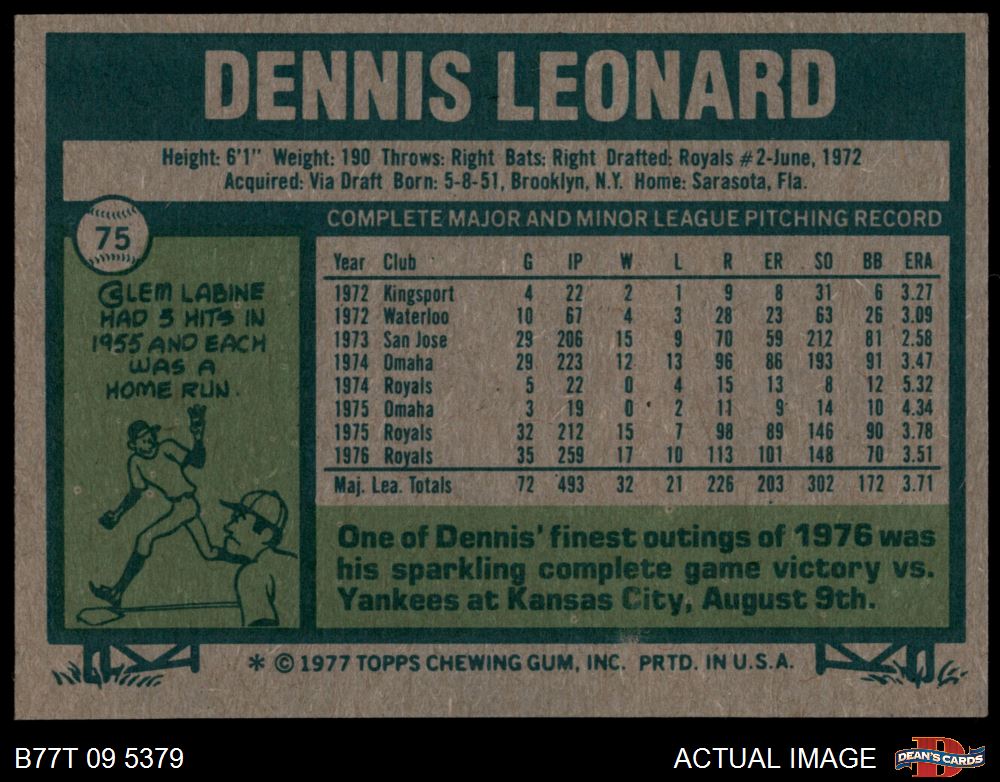 DENNIS LEONARD
Height: 6'1" Weight: 190 Throws: Right Bats: Right Drafted: Royals #2-June, 1972
Acquired: Via Draft Born: 5-8-51, Brooklyn, N.Y. Home: Sarasota, Fla.
75
COMPLETE MAJOR AND MINOR LEAGUE PITCHING RECORD
CLEM LABINE
HAD 3 HITS IN
1955 AND EACH
WAS A
HOME RUN.
Year Club G IP W L R ER SO BB ERA
1972 Kingsport 4 22 2 1 9 8 31 6 3.27
1972 Waterloo 10 67 4 3 28 23 63 26 3.09
1973 San Jose 29 206 15 9 70 59 212 81 2.58
1974 Omaha 29 223 12 13 96 86 193 91 3.47
1974 Royals 5 22 0 4 15 13 8 12 5.32
1975 Omaha 3 19 0 2 11 9 14 10 4.34
1975 Royals 32 212 15 7 98 89 146 90 3.78
1976 Royals 35 259 17 10 113 101 148 70 3.51
Maj. Lea. Totals 72 493 32 21 226 203 302 172 3.71
One of Dennis' finest outings of 1976 was
his sparkling complete game victory vs.
Yankees at Kansas City, August 9th.
* © 1977 TOPPS CHEWING GUM, INC. PRTD. IN U.S.A.
B77T 09 5379
ACTUAL IMAGE
D
DEAN'S CARDS